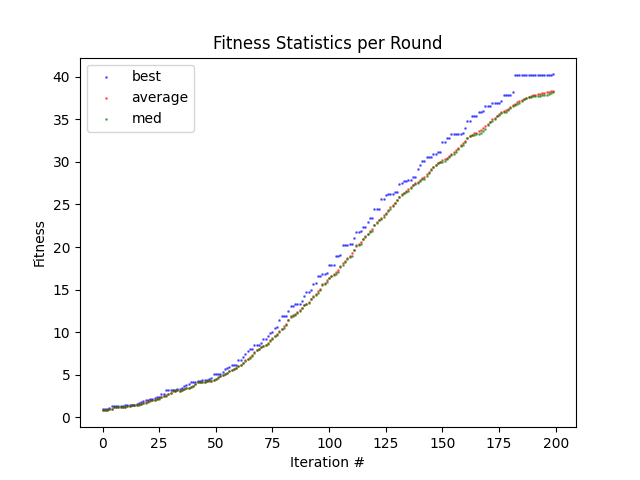 Fitness Statistics per Round
best
average
med
Fitness
40
35
30
25
20
15
10
5
0
0 25 50 75 100 125 150 175 200
Iteration #